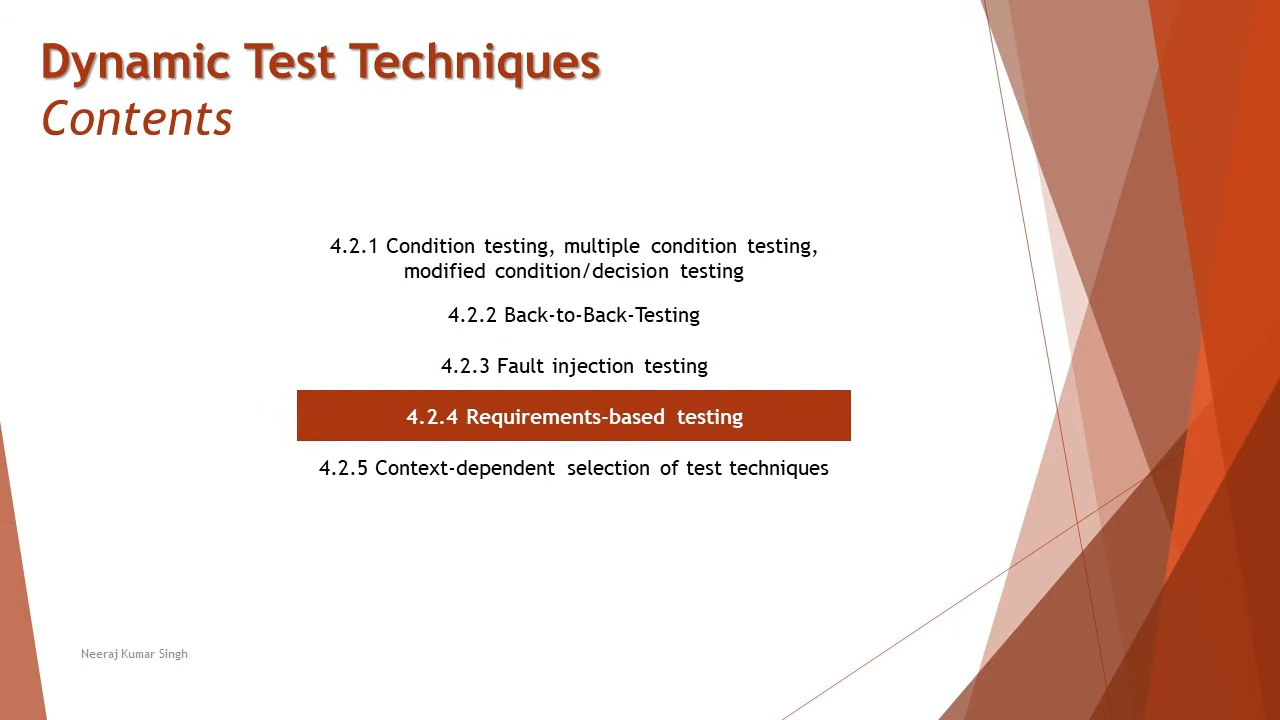 Dynamic Test Techniques
Contents
4.2.1 Condition testing, multiple condition testing,
modified condition/decision testing
4.2.2 Back-to-Back-Testing
4.2.3 Fault injection testing
4.2.4 Requirements-based testing
4.2.5 Context-dependent selection of test techniques
Neeraj Kumar Singh